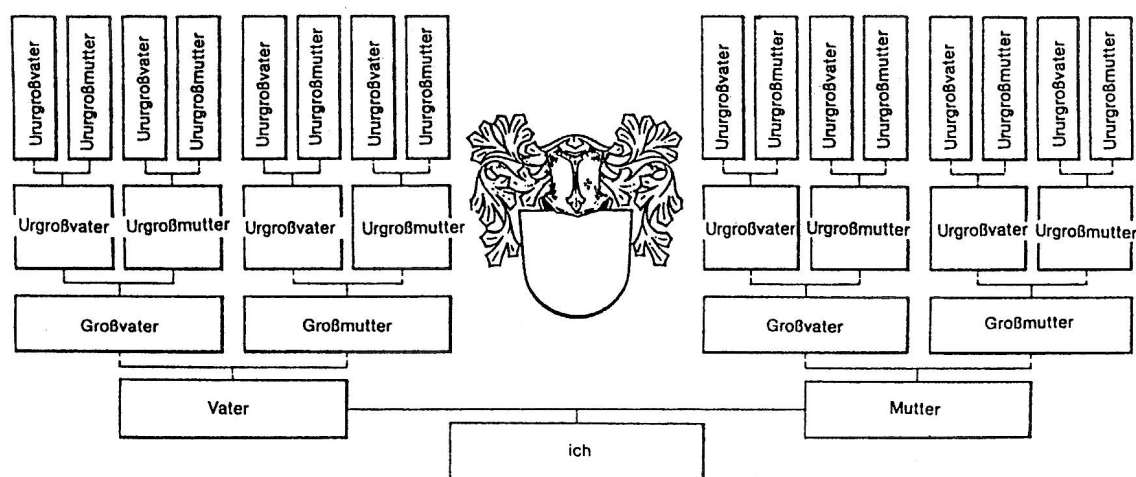 Ururgroßvater Ururgroßmutter Ururgroßvater Ururgroßmutter Ururgroßvater Ururgroßmutter Ururgroßvater Ururgroßmutter Ururgroßvater Ururgroßmutter Ururgroßvater Ururgroßmutter Ururgroßvater Ururgroßmutter Ururgroßvater Ururgroßmutter
Urgroßvater Urgroßmutter Urgroßvater Urgroßmutter Urgroßvater Urgroßmutter Urgroßvater Urgroßmutter
Großvater Großmutter Großvater Großmutter
Vater Mutter
ich